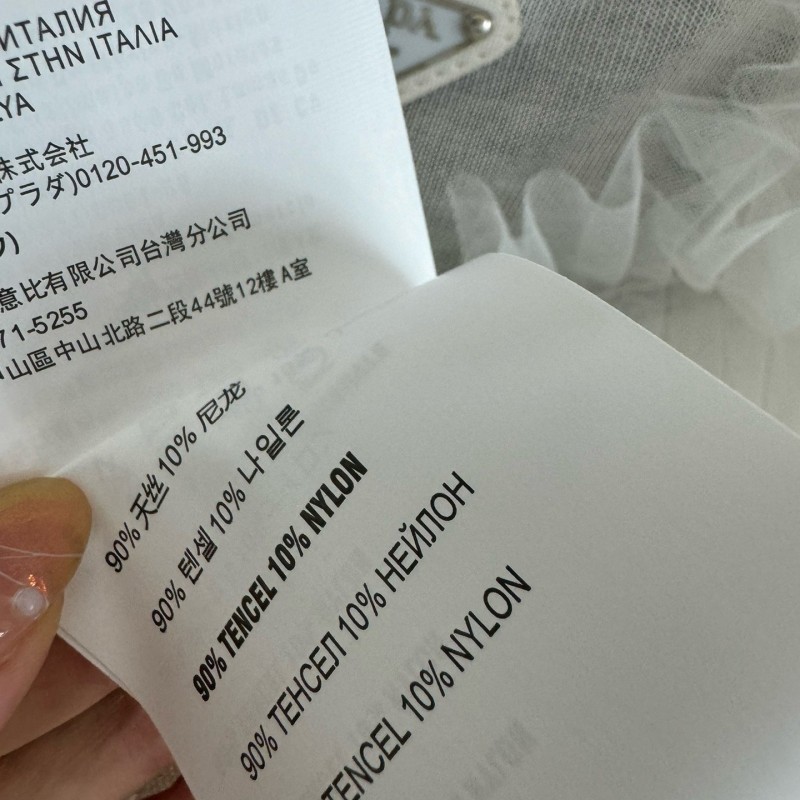 ИТАЛИЯ
ΣΤΗΝ ΙΤΑΛΙΑ
株式会社
プラダ)0120-451-993
意比有限公司台灣分公司
71-5255
山區中山北路二段44號12樓A室
90% 天丝 10% 尼龙
90% 텐셀 10% 나일론
90% TENCEL 10% NYLON
90% ТЕНСЕЛ 10% НЕЙЛОН
TENCEL 10% NYLON